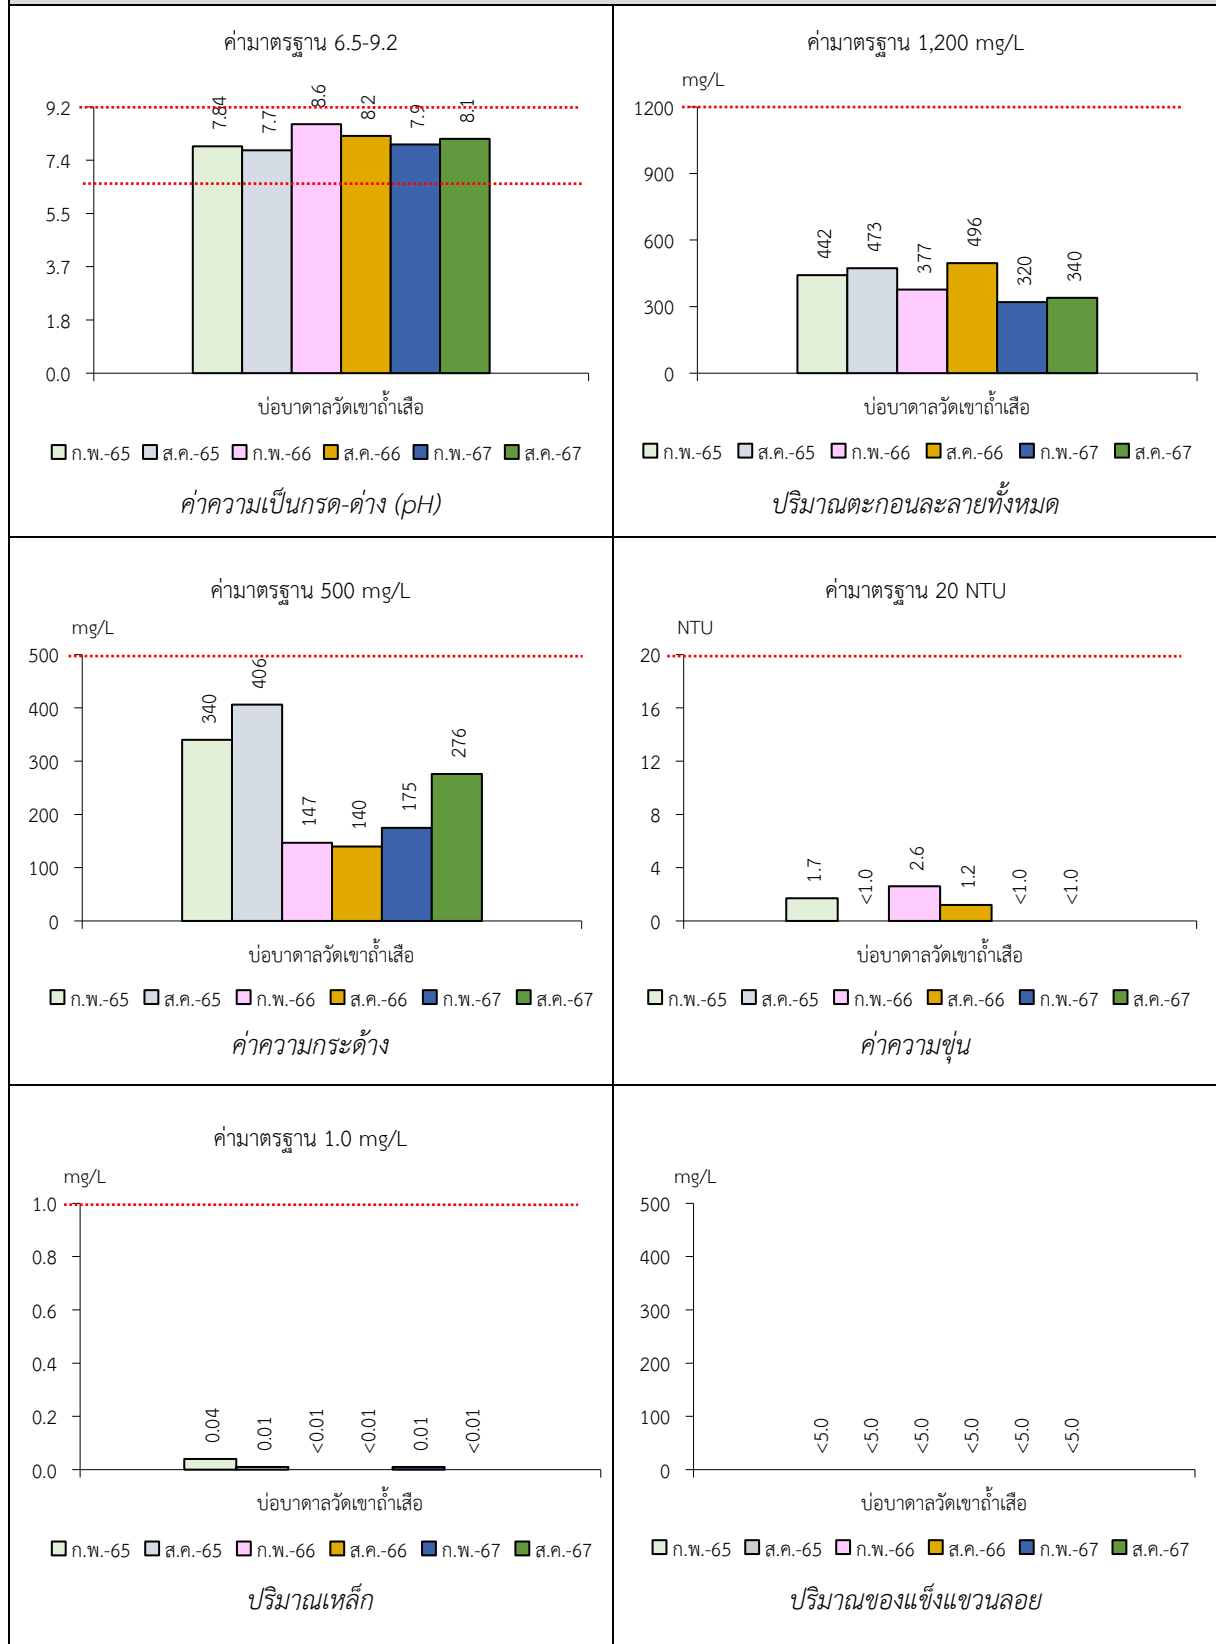 ค่ามาตรฐาน 6.5-9.2
9.2
7.4
5.5
3.7
1.8
0.0
7.84 7.7 8.6 8.2 7.9 8.1
บ่อบาดาลวัดเขาถ้ำเสือ
ก.พ.-65 ส.ค.-65 ก.พ.-66 ส.ค.-66 ก.พ.-67 ส.ค.-67
ค่าความเป็นกรด-ด่าง (pH)
ค่ามาตรฐาน 1,200 mg/L
mg/L
1200
900
600
300
0
442 473 377 496 320 340
บ่อบาดาลวัดเขาถ้ำเสือ
ก.พ.-65 ส.ค.-65 ก.พ.-66 ส.ค.-66 ก.พ.-67 ส.ค.-67
ปริมาณตะกอนละลายทั้งหมด
ค่ามาตรฐาน 500 mg/L
mg/L
500
400
300
200
100
0
340 406 147 140 175 276
บ่อบาดาลวัดเขาถ้ำเสือ
ก.พ.-65 ส.ค.-65 ก.พ.-66 ส.ค.-66 ก.พ.-67 ส.ค.-67
ค่าความกระด้าง
ค่ามาตรฐาน 20 NTU
NTU
20
16
12
8
4
0
1.7 <1.0 2.6 1.2 <1.0 <1.0
บ่อบาดาลวัดเขาถ้ำเสือ
ก.พ.-65 ส.ค.-65 ก.พ.-66 ส.ค.-66 ก.พ.-67 ส.ค.-67
ค่าความขุ่น
ค่ามาตรฐาน 1.0 mg/L
mg/L
1.0
0.8
0.6
0.4
0.2
0.0
0.04 0.01 <0.01 <0.01 0.01 <0.01
บ่อบาดาลวัดเขาถ้ำเสือ
ก.พ.-65 ส.ค.-65 ก.พ.-66 ส.ค.-66 ก.พ.-67 ส.ค.-67
ปริมาณเหล็ก
mg/L
500
400
300
200
100
0
<5.0 <5.0 <5.0 <5.0 <5.0 <5.0
บ่อบาดาลวัดเขาถ้ำเสือ
ก.พ.-65 ส.ค.-65 ก.พ.-66 ส.ค.-66 ก.พ.-67 ส.ค.-67
ปริมาณของแข็งแขวนลอย